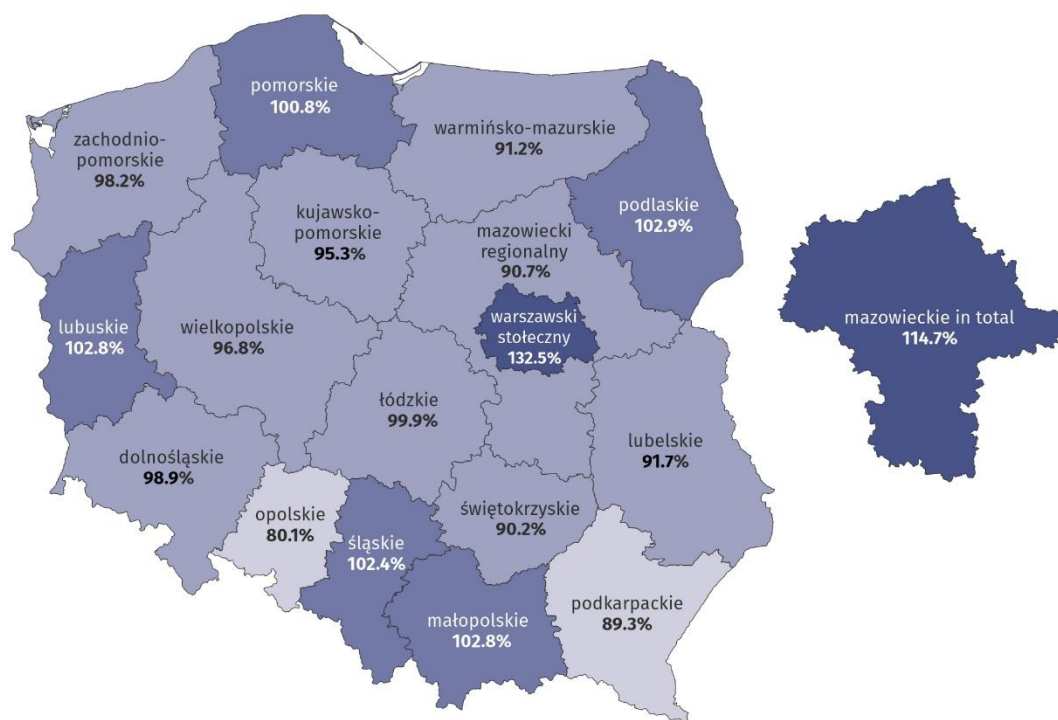 pomorskie
100.8%
zachodnio-
pomorskie
98.2%
warmińsko-mazurskie
91.2%
podlaskie
102.9%
kujawsko-
pomorskie
95.3%
mazowiecki
regionalny
90.7%
warszawski
stołeczny
132.5%
lubuskie
102.8%
wielkopolskie
96.8%
mazowieckie in total
114.7%
łódzkie
99.9%
lubelskie
91.7%
dolnośląskie
98.9%
opolskie
80.1%
śląskie
102.4%
świętokrzyskie
90.2%
małopolskie
102.8%
podkarpackie
89.3%